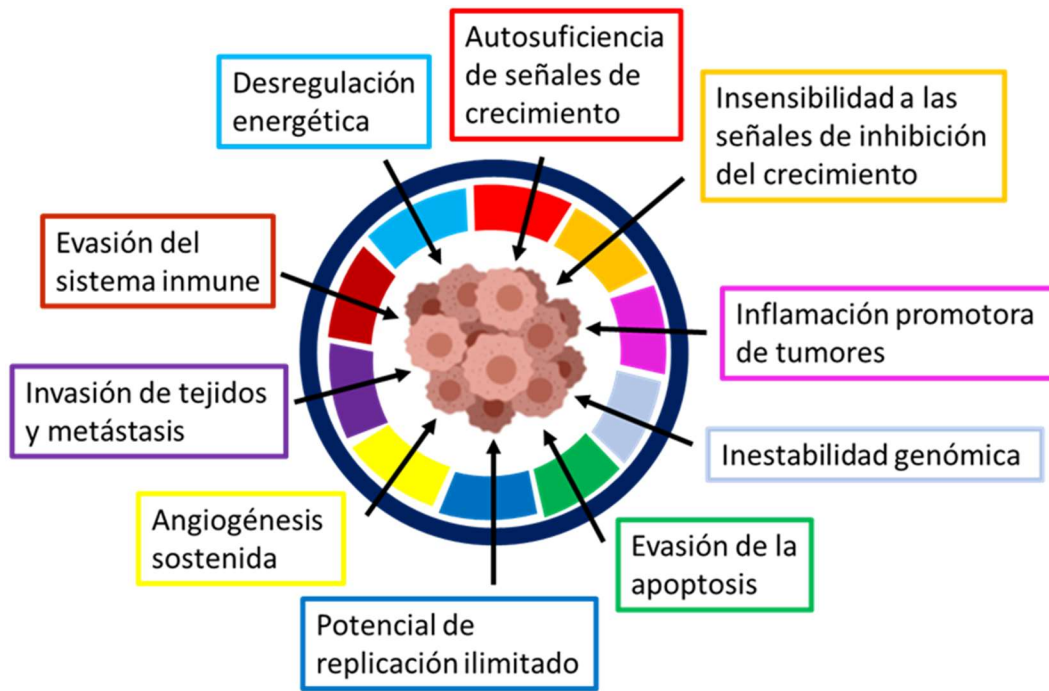 Autosuficiencia
de señales de
crecimiento
Desregulación
energética
Insensibilidad a las
señales de inhibición
del crecimiento
Evasión del
sistema inmune
Inflamación promotora
de tumores
Invasión de tejidos
y metástasis
Inestabilidad genómica
Angiogénesis
sostenida
Evasión de la
apoptosis
Potencial de
replicación ilimitado